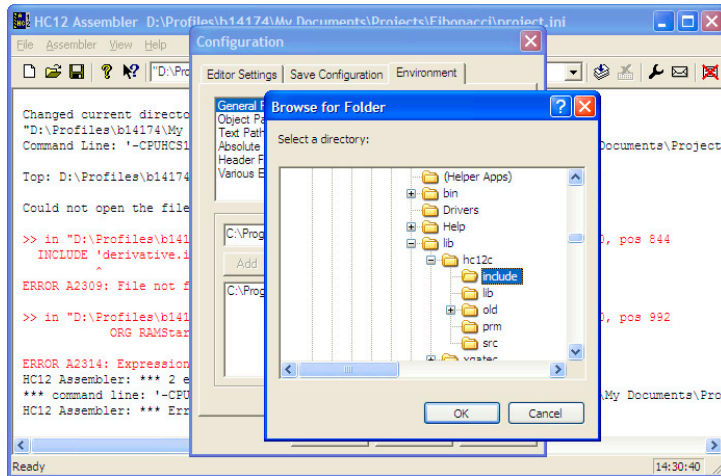 HC12 Assembler D:\Profiles\b14174\My Documents\Projects\Fibonacci\project.ini
File Assembler View Help
"D:\Pro
Configuration
Editor Settings
Save Configuration
Environment
General P
Object Pa
Text Path
Absolute
Header F
Various E
C:\Prog
Add
C:\Prog
Browse for Folder
Select a directory:
(Helper Apps)
bin
Drivers
Help
lib
hc12c
include
lib
old
prm
src
xgatec
OK
Cancel
Changed current directo
"D:\Profiles\b14174\My
Command Line: '-CPUHCS1
Documents\Project
Top: D:\Profiles\b14174
Could not open the file
>> in "D:\Profiles\b141
0, pos 844
INCLUDE 'derivative.i
^
ERROR A2309: File not f
>> in "D:\Profiles\b141
0, pos 992
ORG RAMStar
ERROR A2314: Expression
HC12 Assembler: *** 2 e
*** command line: '-CPU
\My Documents\Pro
HC12 Assembler: *** Err
Ready
14:30:40